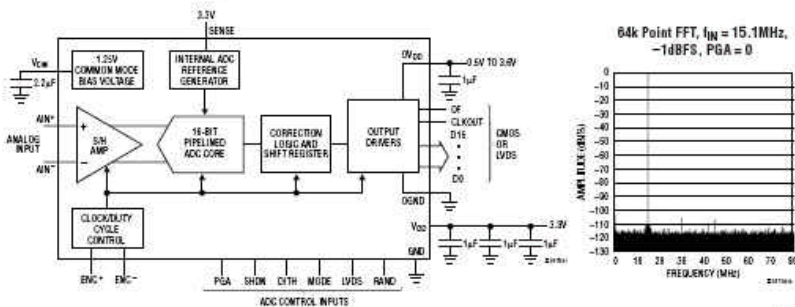 3.3V
SENSE
VCM
2.2µF
1.25V
COMMON MODE
BIAS VOLTAGE
INTERNAL ADC
REFERENCE
GENERATOR
OVDD
0.5V TO 3.6V
1µF
AIN+
ANALOG
INPUT
AIN−
S/H
AMP
16-BIT
PIPELINED
ADC CORE
CORRECTION
LOGIC AND
SHIFT REGISTER
OUTPUT
DRIVERS
OF
CLKOUT
D15
D0
CMOS
OR
LVDS
OGND
CLOCK/DUTY
CYCLE
CONTROL
VDD
3.3V
1µF
1µF
1µF
GND
ENC+
ENC−
PGA
SHDN
DITH
MODE
LVDS
RAND
ADC CONTROL INPUTS
64k Point FFT, fIN = 15.1MHz,
−1dBFS, PGA = 0
AMPLITUDE (dBFS)
0
−10
−20
−30
−40
−50
−60
−70
−80
−90
−100
−110
−120
−130
0
10
20
30
40
50
60
70
80
FREQUENCY (MHz)